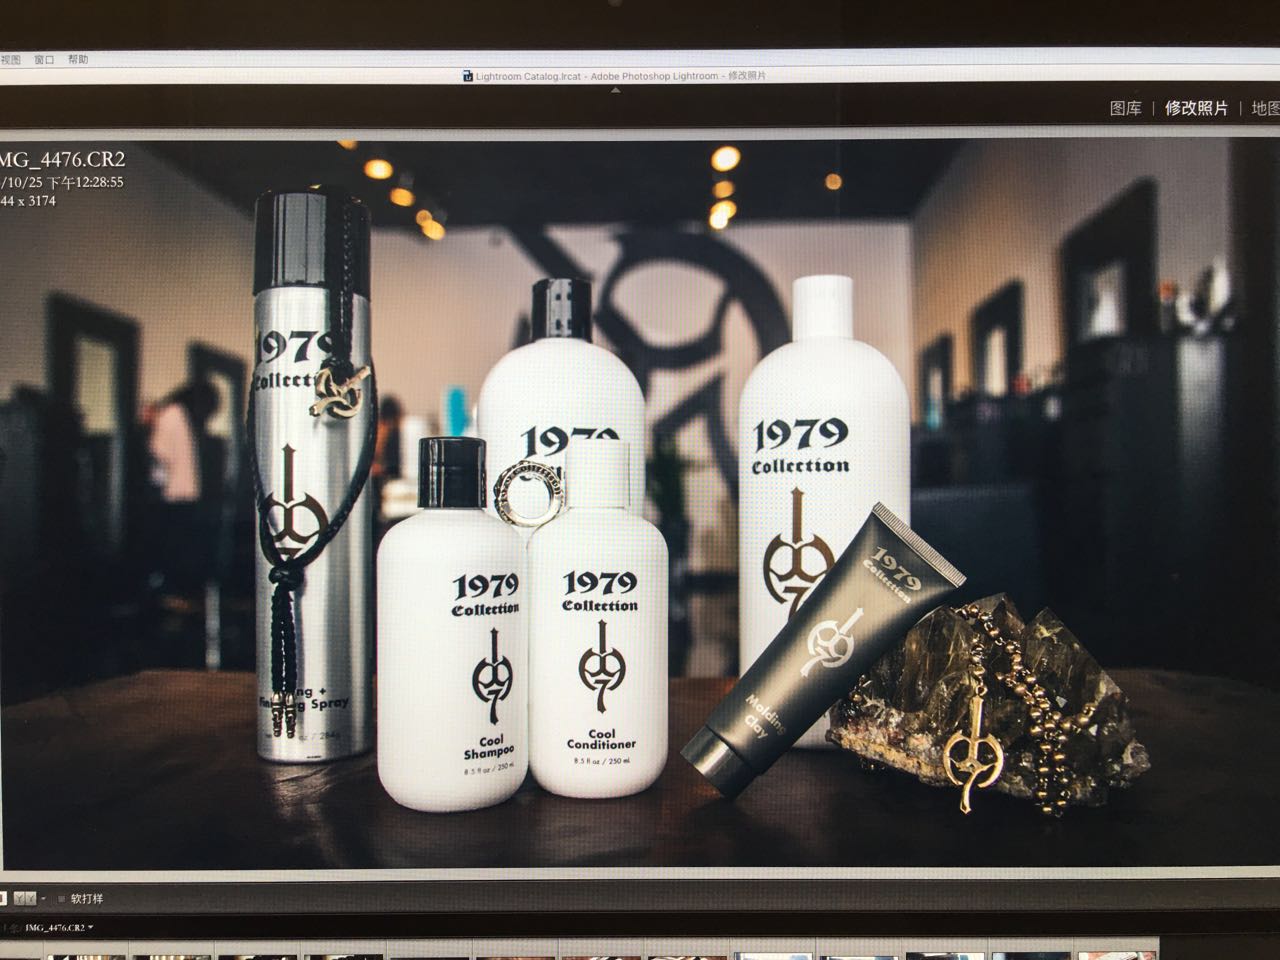 视图 窗口 帮助
Lightroom Catalog.lrcat - Adobe Photoshop Lightroom - 修改照片
图库 | 修改照片 | 地图
MG_4476.CR2
/10/25 下午12:28:55
44 x 3174
1979
Collecti
ng +
Spray
1979
1979
Collection
1979
Collection
Cool
Shampoo
8.5 fl oz / 250 ml
1979
Collection
Cool
Conditioner
8.5 fl oz / 250 ml
1979
Collection
Molding
Clay
软打样
IMG_4476.CR2